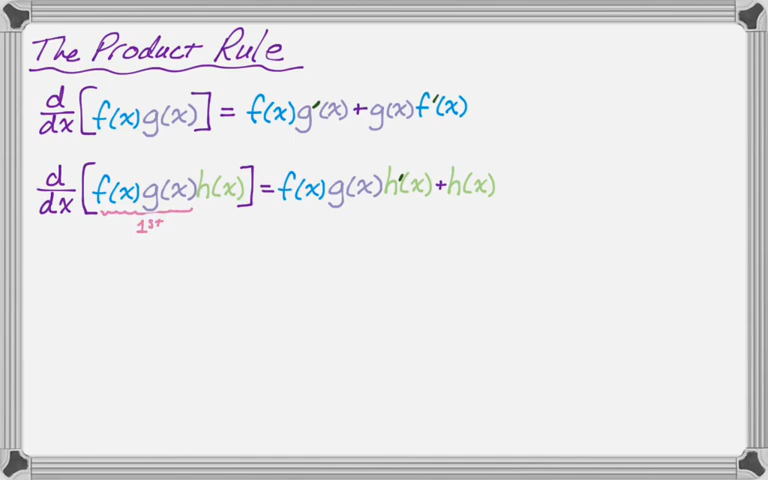 The Product Rule
d/dx [f(x)g(x)] = f(x)g'(x)+g(x)f'(x)
d/dx [f(x)g(x)h(x)] = f(x)g(x)h'(x)+h(x)
1st